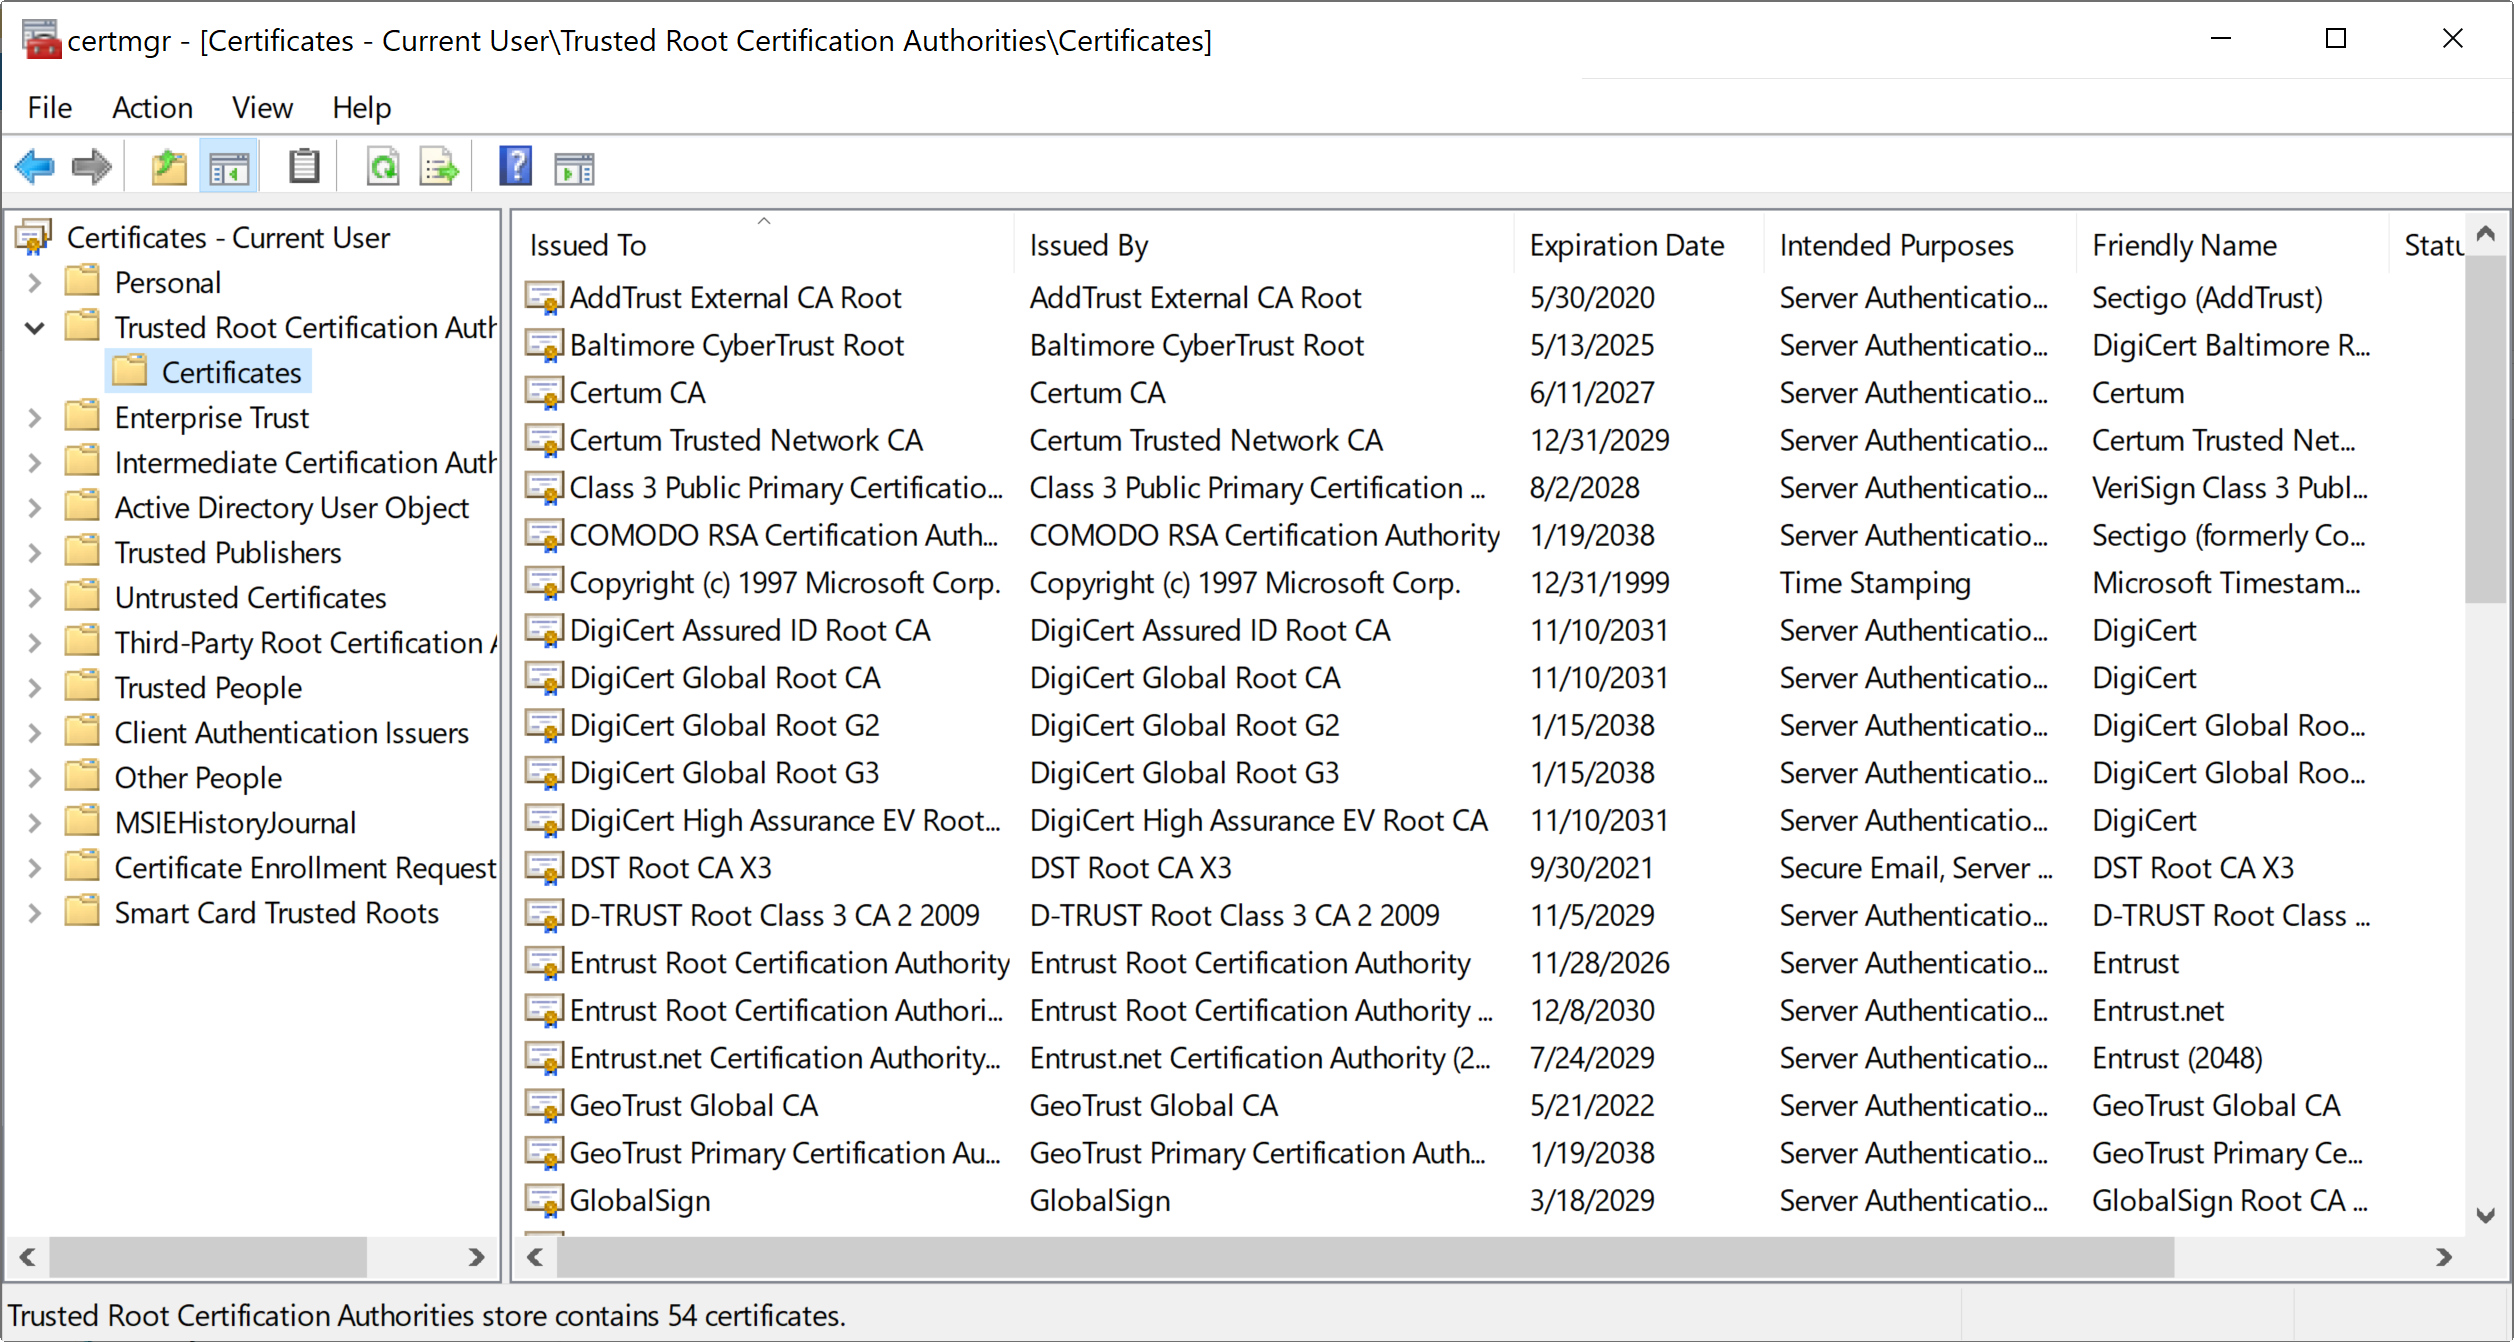 certmgr - [Certificates - Current User\Trusted Root Certification Authorities\Certificates]
File Action View Help
Certificates - Current User
Personal
Trusted Root Certification Auth
Certificates
Enterprise Trust
Intermediate Certification Auth
Active Directory User Object
Trusted Publishers
Untrusted Certificates
Third-Party Root Certification A
Trusted People
Client Authentication Issuers
Other People
MSIEHistoryJournal
Certificate Enrollment Request
Smart Card Trusted Roots
Issued To Issued By Expiration Date Intended Purposes Friendly Name Statu
AddTrust External CA Root AddTrust External CA Root 5/30/2020 Server Authenticatio... Sectigo (AddTrust)
Baltimore CyberTrust Root Baltimore CyberTrust Root 5/13/2025 Server Authenticatio... DigiCert Baltimore R...
Certum CA Certum CA 6/11/2027 Server Authenticatio... Certum
Certum Trusted Network CA Certum Trusted Network CA 12/31/2029 Server Authenticatio... Certum Trusted Net...
Class 3 Public Primary Certificatio... Class 3 Public Primary Certification ... 8/2/2028 Server Authenticatio... VeriSign Class 3 Publ...
COMODO RSA Certification Auth... COMODO RSA Certification Authority 1/19/2038 Server Authenticatio... Sectigo (formerly Co...
Copyright (c) 1997 Microsoft Corp. Copyright (c) 1997 Microsoft Corp. 12/31/1999 Time Stamping Microsoft Timestam...
DigiCert Assured ID Root CA DigiCert Assured ID Root CA 11/10/2031 Server Authenticatio... DigiCert
DigiCert Global Root CA DigiCert Global Root CA 11/10/2031 Server Authenticatio... DigiCert
DigiCert Global Root G2 DigiCert Global Root G2 1/15/2038 Server Authenticatio... DigiCert Global Roo...
DigiCert Global Root G3 DigiCert Global Root G3 1/15/2038 Server Authenticatio... DigiCert Global Roo...
DigiCert High Assurance EV Root... DigiCert High Assurance EV Root CA 11/10/2031 Server Authenticatio... DigiCert
DST Root CA X3 DST Root CA X3 9/30/2021 Secure Email, Server ... DST Root CA X3
D-TRUST Root Class 3 CA 2 2009 D-TRUST Root Class 3 CA 2 2009 11/5/2029 Server Authenticatio... D-TRUST Root Class ...
Entrust Root Certification Authority Entrust Root Certification Authority 11/28/2026 Server Authenticatio... Entrust
Entrust Root Certification Authori... Entrust Root Certification Authority ... 12/8/2030 Server Authenticatio... Entrust.net
Entrust.net Certification Authority... Entrust.net Certification Authority (2... 7/24/2029 Server Authenticatio... Entrust (2048)
GeoTrust Global CA GeoTrust Global CA 5/21/2022 Server Authenticatio... GeoTrust Global CA
GeoTrust Primary Certification Au... GeoTrust Primary Certification Auth... 1/19/2038 Server Authenticatio... GeoTrust Primary Ce...
GlobalSign GlobalSign 3/18/2029 Server Authenticatio... GlobalSign Root CA ...
Trusted Root Certification Authorities store contains 54 certificates.